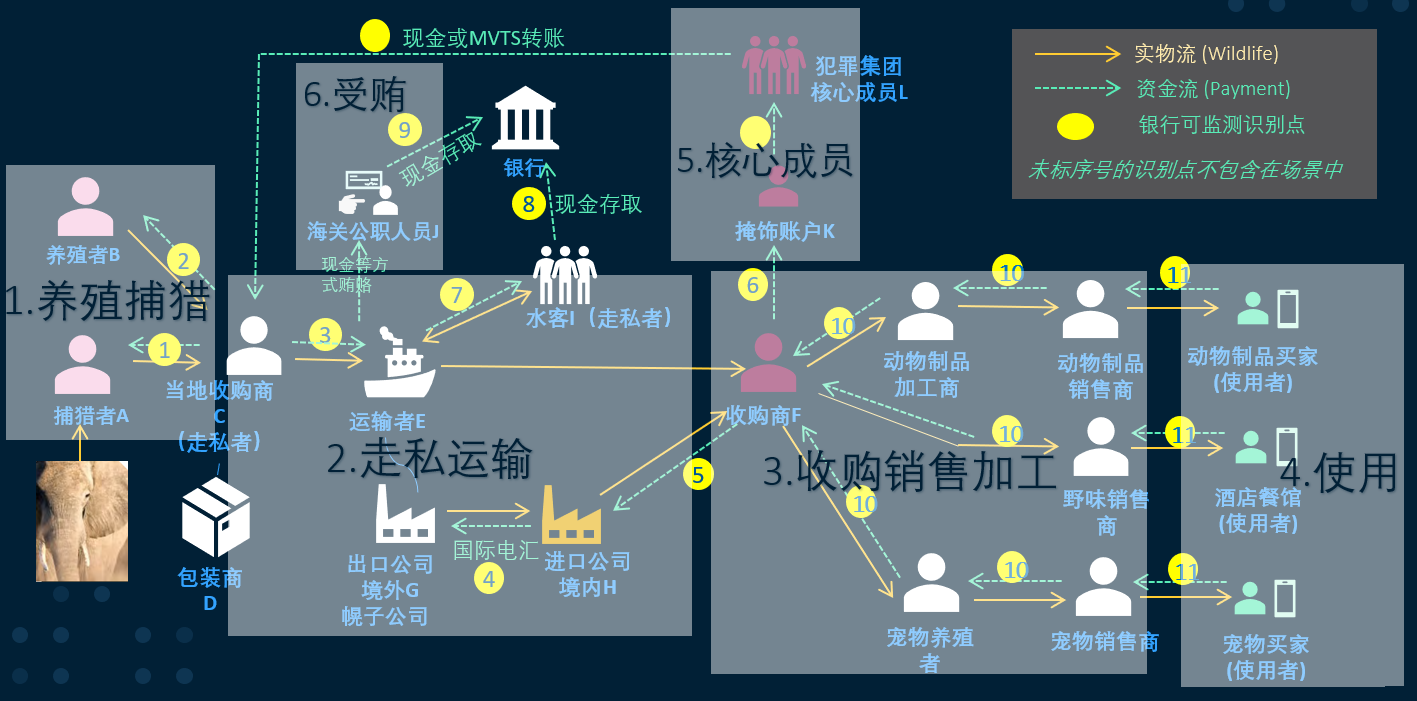 现金或MVTS转账
犯罪集团
核心成员L
实物流 (Wildlife)
资金流 (Payment)
银行可监测识别点
未标序号的识别点不包含在场景中
6.受贿
9
现金存取
银行
8
现金存取
海关公职人员J
现金等方
式贿赂
5.核心成员
掩饰账户K
6
养殖者B
2
1.养殖捕猎
1
捕猎者A
当地收购商
C
（走私者）
3
7
水客I（走私者）
运输者E
2.走私运输
包装商
D
出口公司
境外G
幌子公司
国际电汇
4
进口公司
境内H
5
收购商F
3.收购销售加工
10
10
动物制品
加工商
动物制品
销售商
11
动物制品买家
(使用者)
10
野味销售
商
11
酒店餐馆
(使用者)
4.使用
10
宠物养殖
者
10
宠物销售商
11
宠物买家
(使用者)